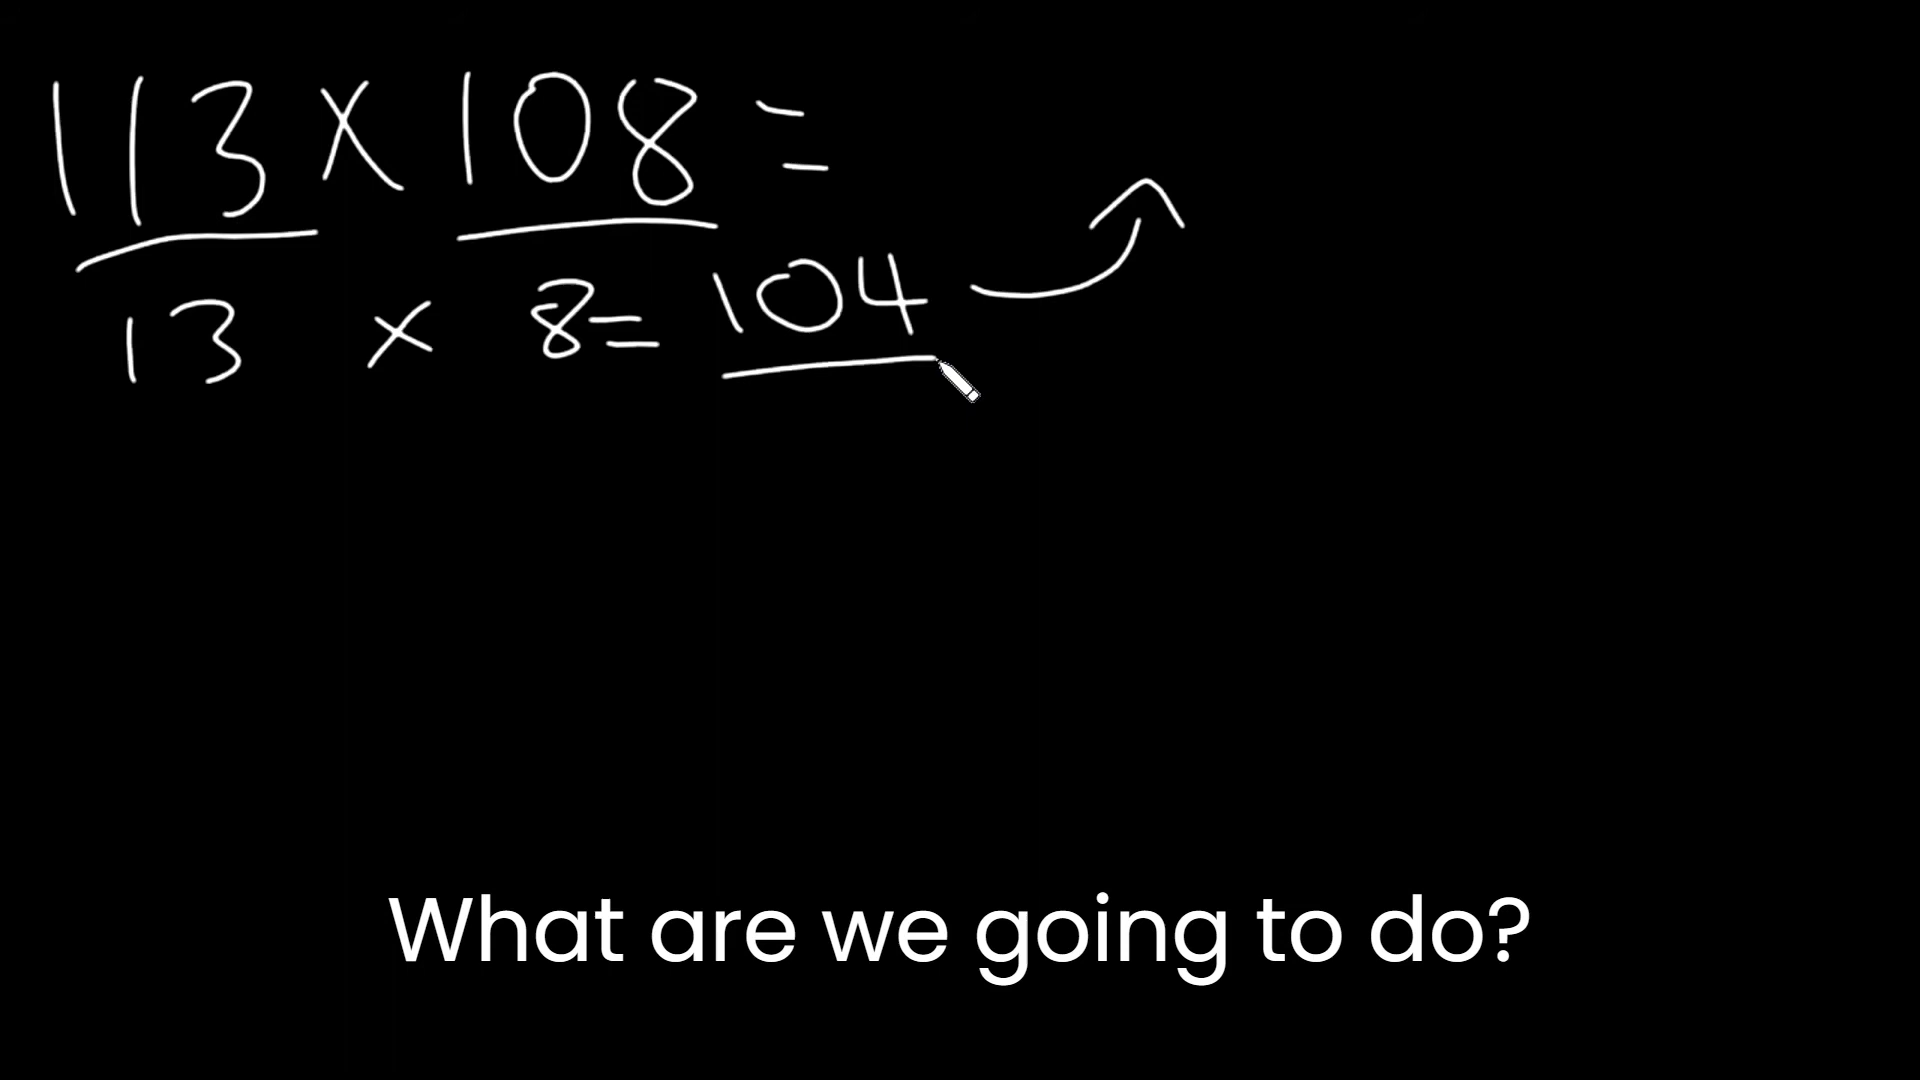 113 × 108 =
13 × 8 = 104
What are we going to do?